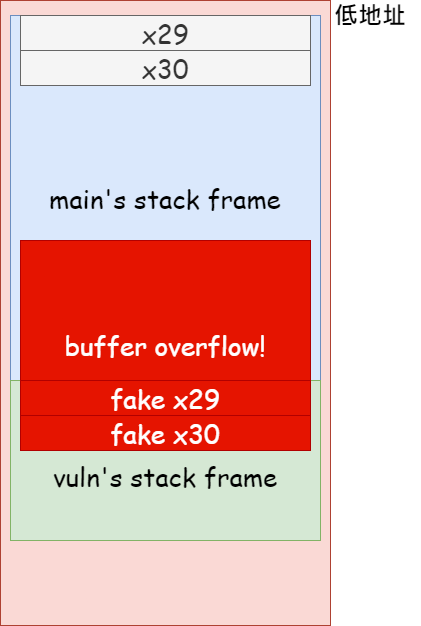 x29
低地址
x30
main's stack frame
buffer overflow!
fake x29
fake x30
vuln's stack frame